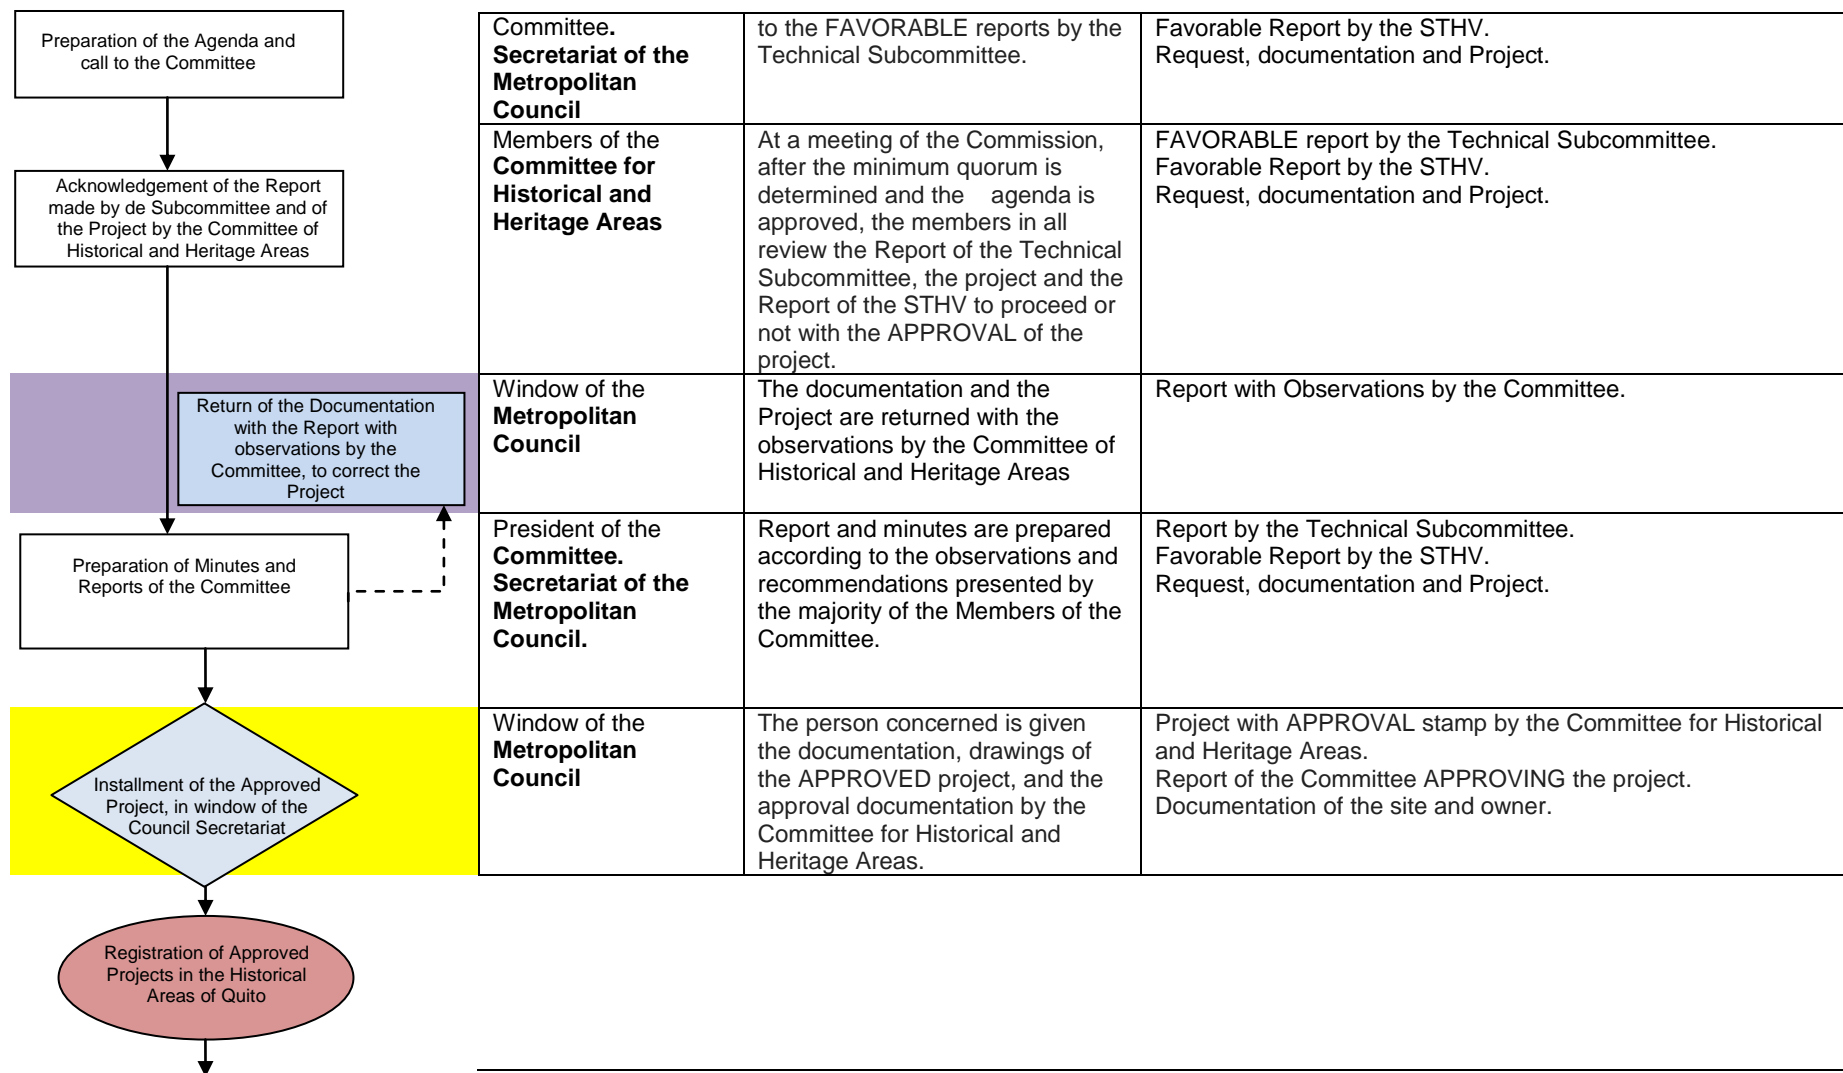 Preparation of the Agenda and
call to the Committee
Committee.
Secretariat of the
Metropolitan
Council
to the FAVORABLE reports by the
Technical Subcommittee.
Favorable Report by the STHV.
Request, documentation and Project.
Acknowledgement of the Report
made by de Subcommittee and of
the Project by the Committee of
Historical and Heritage Areas
Members of the
Committee for
Historical and
Heritage Areas
At a meeting of the Commission,
after the minimum quorum is
determined and the agenda is
approved, the members in all
review the Report of the Technical
Subcommittee, the project and the
Report of the STHV to proceed or
not with the APPROVAL of the
project.
FAVORABLE report by the Technical Subcommittee.
Favorable Report by the STHV.
Request, documentation and Project.
Return of the Documentation
with the Report with
observations by the
Committee, to correct the
Project
Window of the
Metropolitan
Council
The documentation and the
Project are returned with the
observations by the Committee of
Historical and Heritage Areas
Report with Observations by the Committee.
Preparation of Minutes and
Reports of the Committee
President of the
Committee.
Secretariat of the
Metropolitan
Council.
Report and minutes are prepared
according to the observations and
recommendations presented by
the majority of the Members of the
Committee.
Report by the Technical Subcommittee.
Favorable Report by the STHV.
Request, documentation and Project.
Installment of the Approved
Project, in window of the
Council Secretariat
Window of the
Metropolitan
Council
The person concerned is given
the documentation, drawings of
the APPROVED project, and the
approval documentation by the
Committee for Historical and
Heritage Areas.
Project with APPROVAL stamp by the Committee for Historical
and Heritage Areas.
Report of the Committee APPROVING the project.
Documentation of the site and owner.
Registration of Approved
Projects in the Historical
Areas of Quito